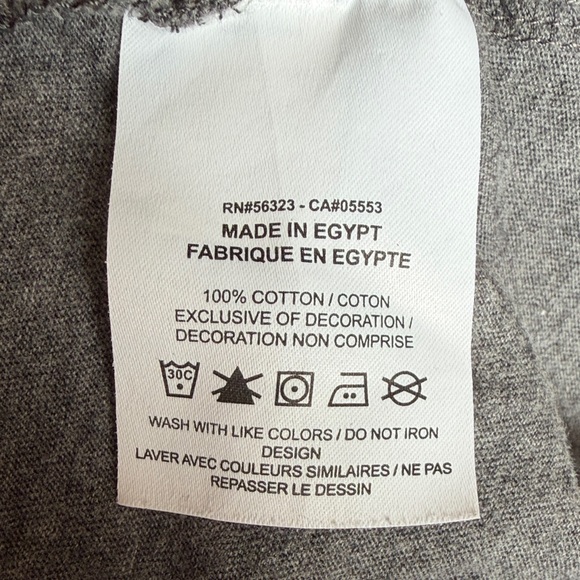 RN#56323 - CA#05553
MADE IN EGYPT
FABRIQUE EN EGYPTE
100% COTTON / COTON
EXCLUSIVE OF DECORATION /
DECORATION NON COMPRISE
30C
WASH WITH LIKE COLORS / DO NOT IRON
DESIGN
LAVER AVEC COULEURS SIMILAIRES / NE PAS
REPASSER LE DESSIN